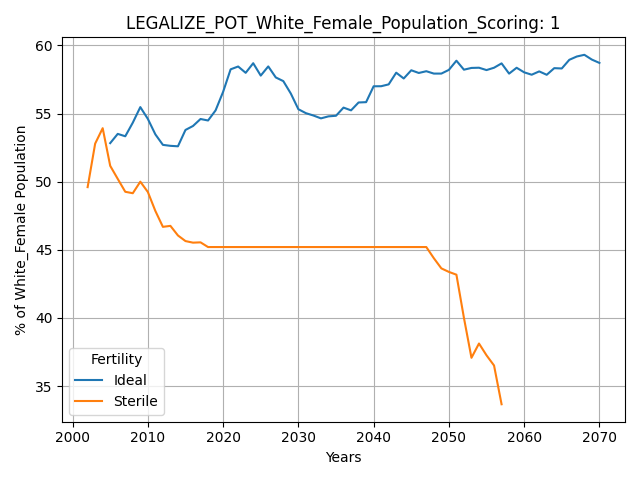 LEGALIZE_POT_White_Female_Population_Scoring: 1
% of White_Female Population
60
55
50
45
40
35
Fertility
Ideal
Sterile
2000 2010 2020 2030 2040 2050 2060 2070
Years